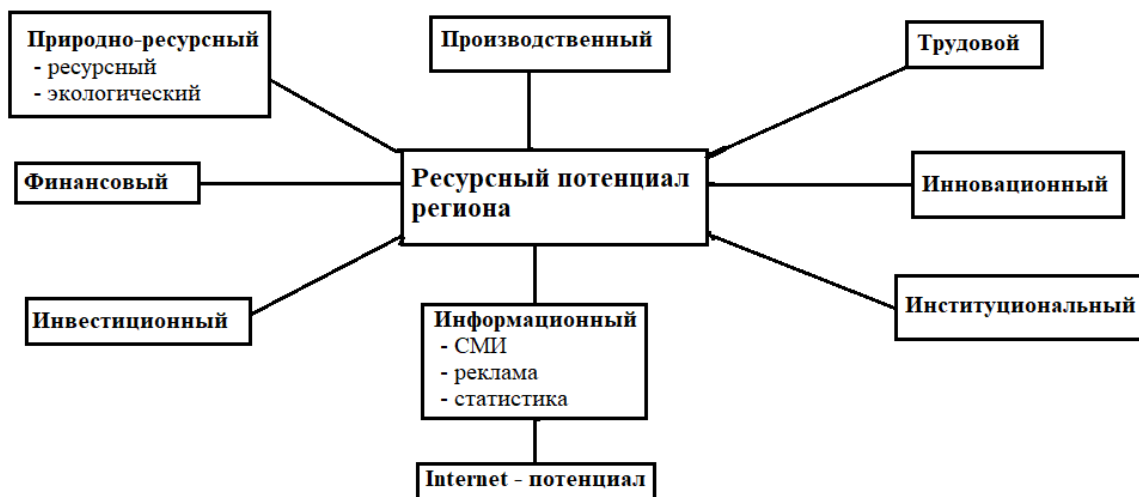 Природно-ресурсный
- ресурсный
- экологический
Производственный
Трудовой
Финансовый
Ресурсный потенциал
региона
Инновационный
Инвестиционный
Информационный
- СМИ
- реклама
- статистика
Институциональный
Internet - потенциал